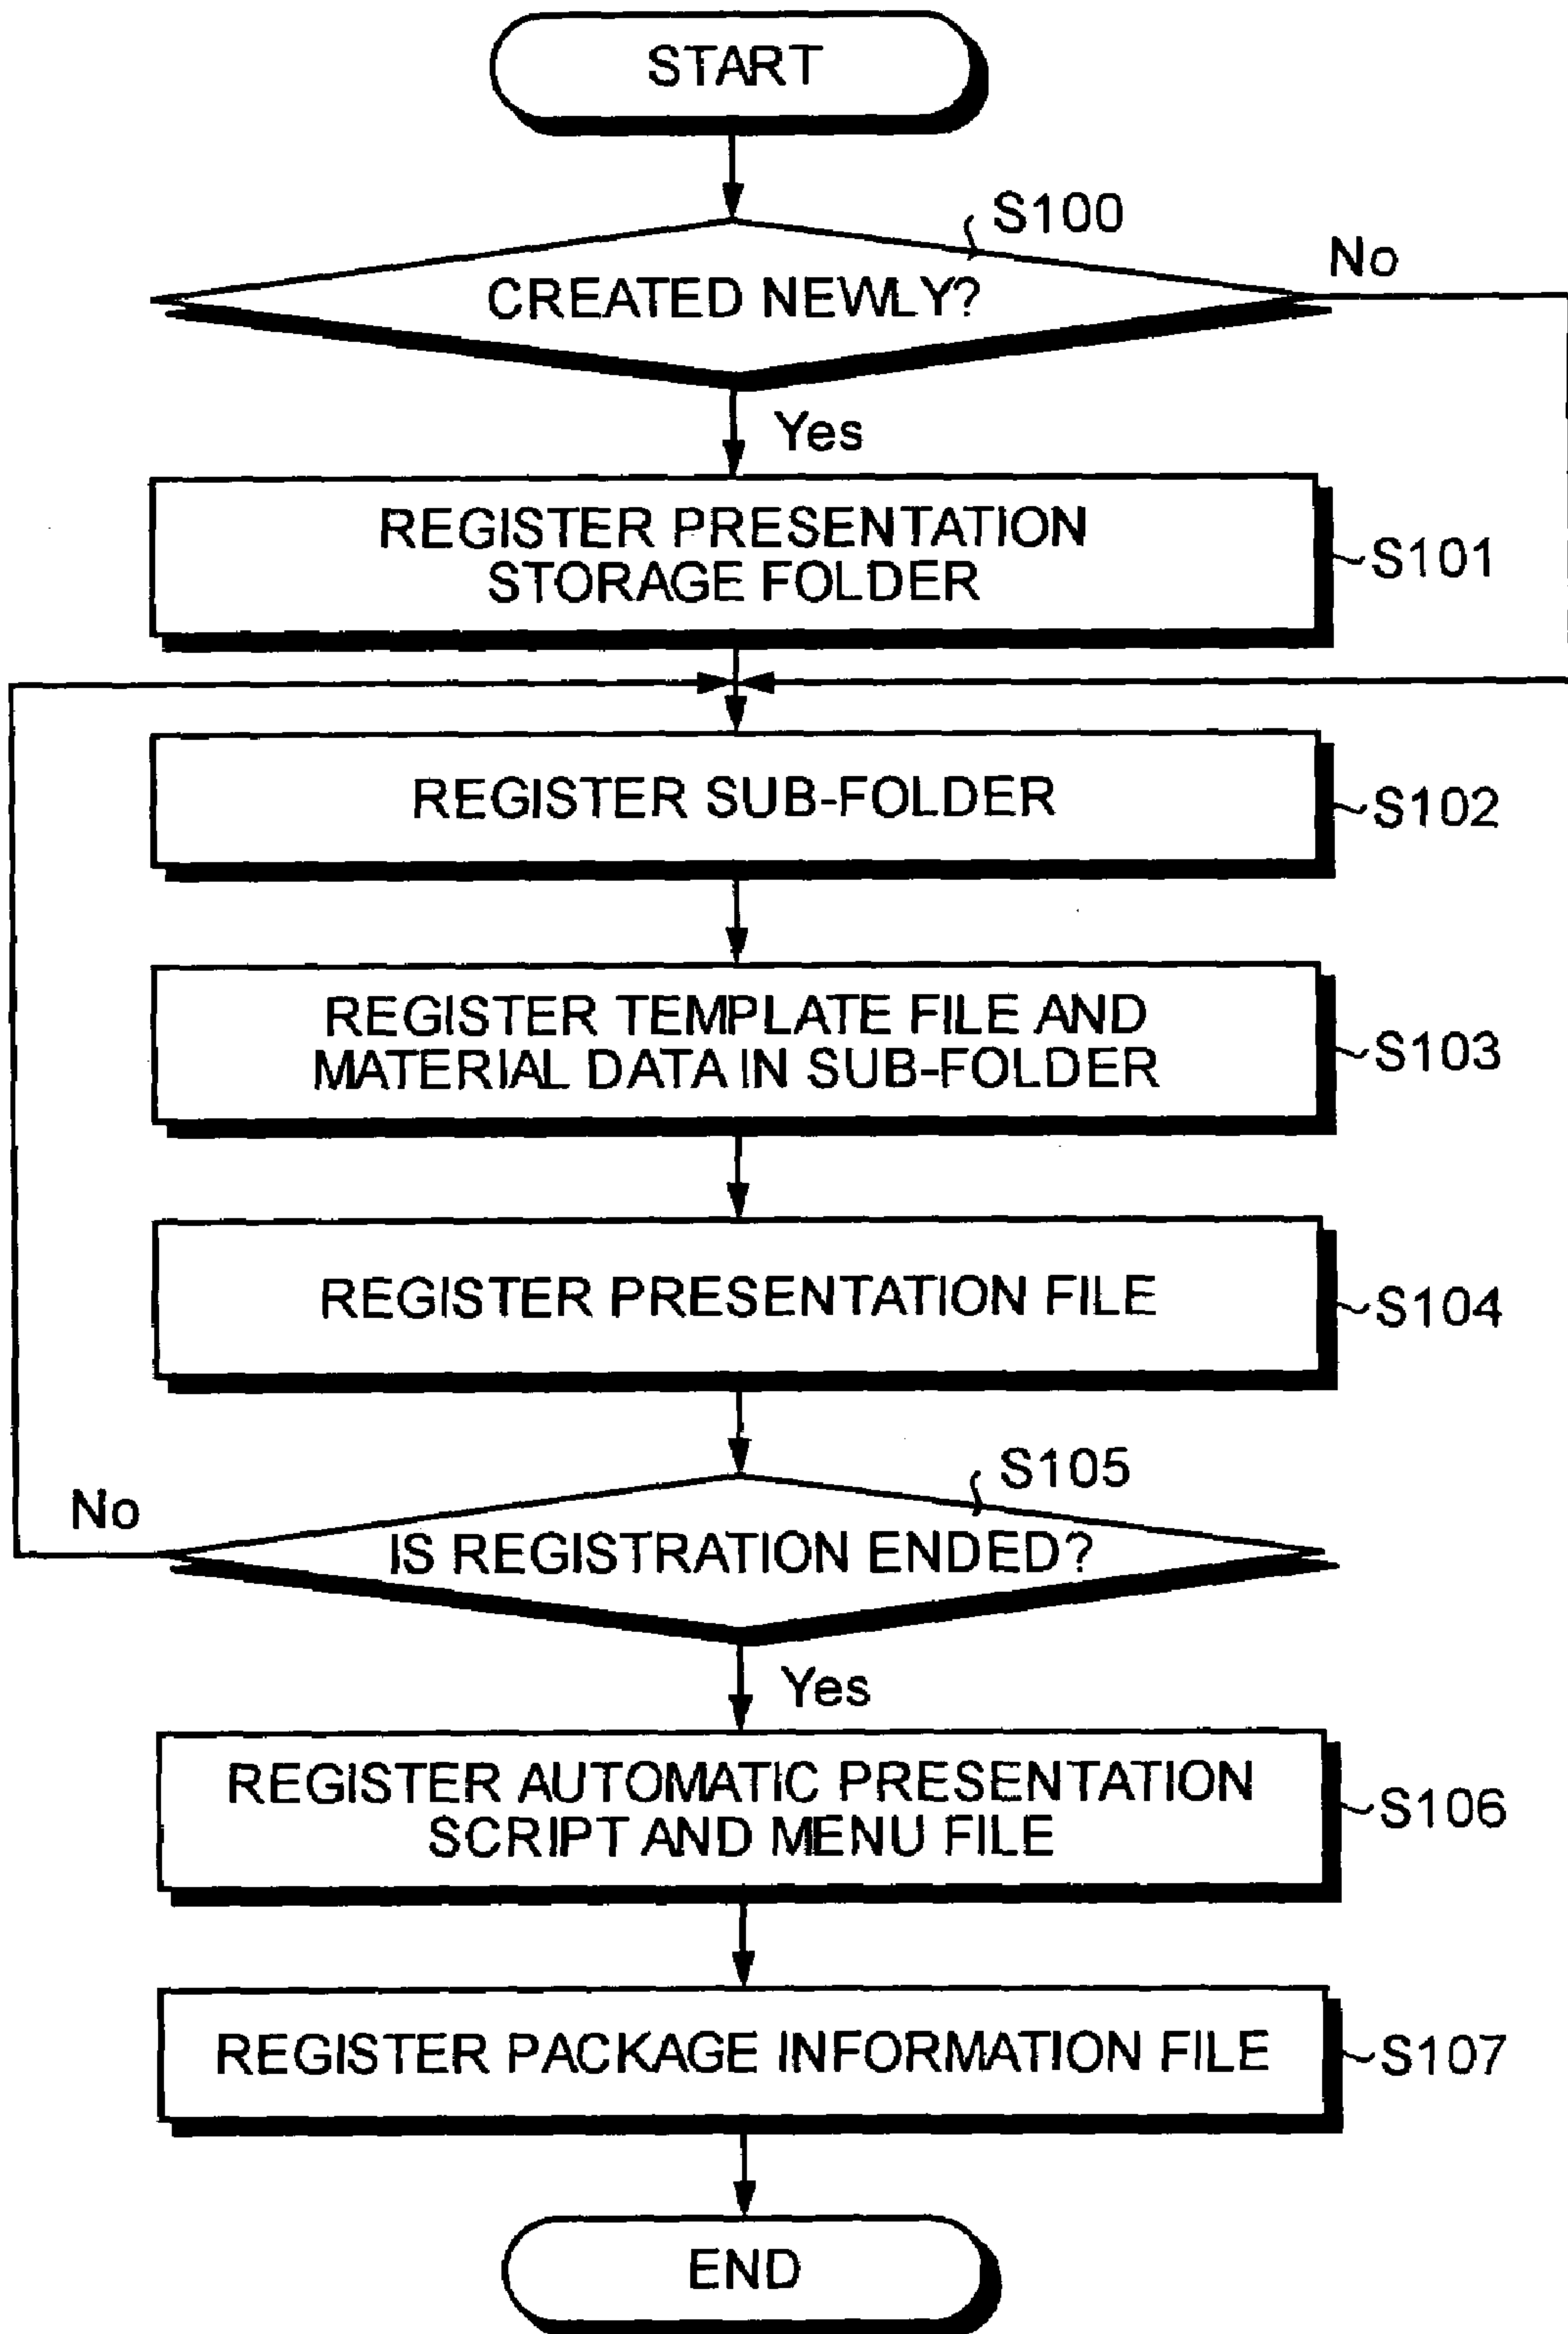 START
S100
CREATED NEWLY?
No
Yes
REGISTER PRESENTATION
STORAGE FOLDER
S101
REGISTER SUB-FOLDER
S102
REGISTER TEMPLATE FILE AND
MATERIAL DATA IN SUB-FOLDER
S103
REGISTER PRESENTATION FILE
S104
S105
No
IS REGISTRATION ENDED?
Yes
REGISTER AUTOMATIC PRESENTATION
SCRIPT AND MENU FILE
S106
REGISTER PACKAGE INFORMATION FILE
S107
END